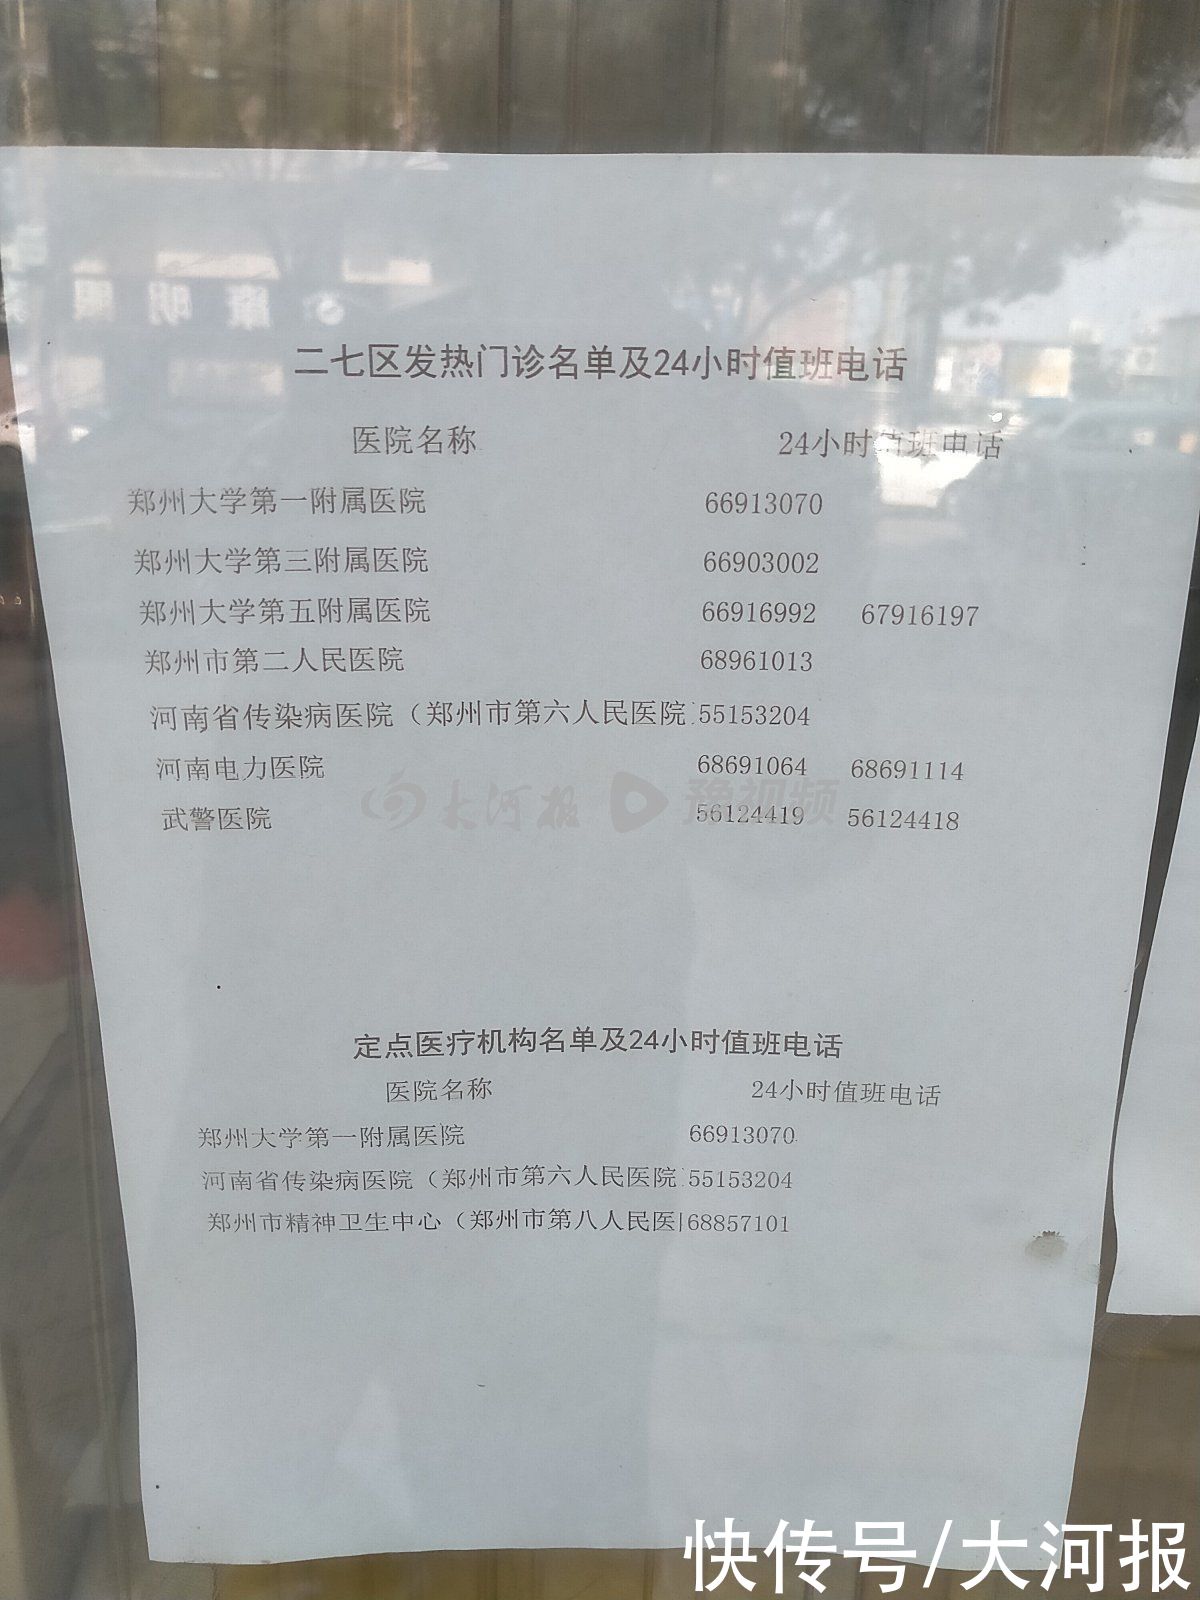 康明眼
二七区发热门诊名单及24小时值班电话
医院名称 24小时值班电话
郑州大学第一附属医院 66913070
郑州大学第三附属医院 66903002
郑州大学第五附属医院 66916992 67916197
郑州市第二人民医院 68961013
河南省传染病医院（郑州市第六人民医院 55153204
河南电力医院 68691064 68691114
大河报 豫视频
武警医院 56124419 56124418
定点医疗机构名单及24小时值班电话
医院名称 24小时值班电话
郑州大学第一附属医院 66913070
河南省传染病医院（郑州市第六人民医院 55153204
郑州市精神卫生中心（郑州市第八人民医 68857101
快传号/大河报